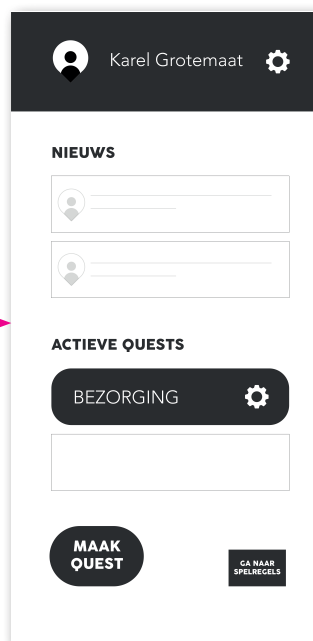 Karel Grotemaat
NIEUWS
ACTIEVE QUESTS
BEZORGING
MAAK
QUEST
GA NAAR
SPELREGELS